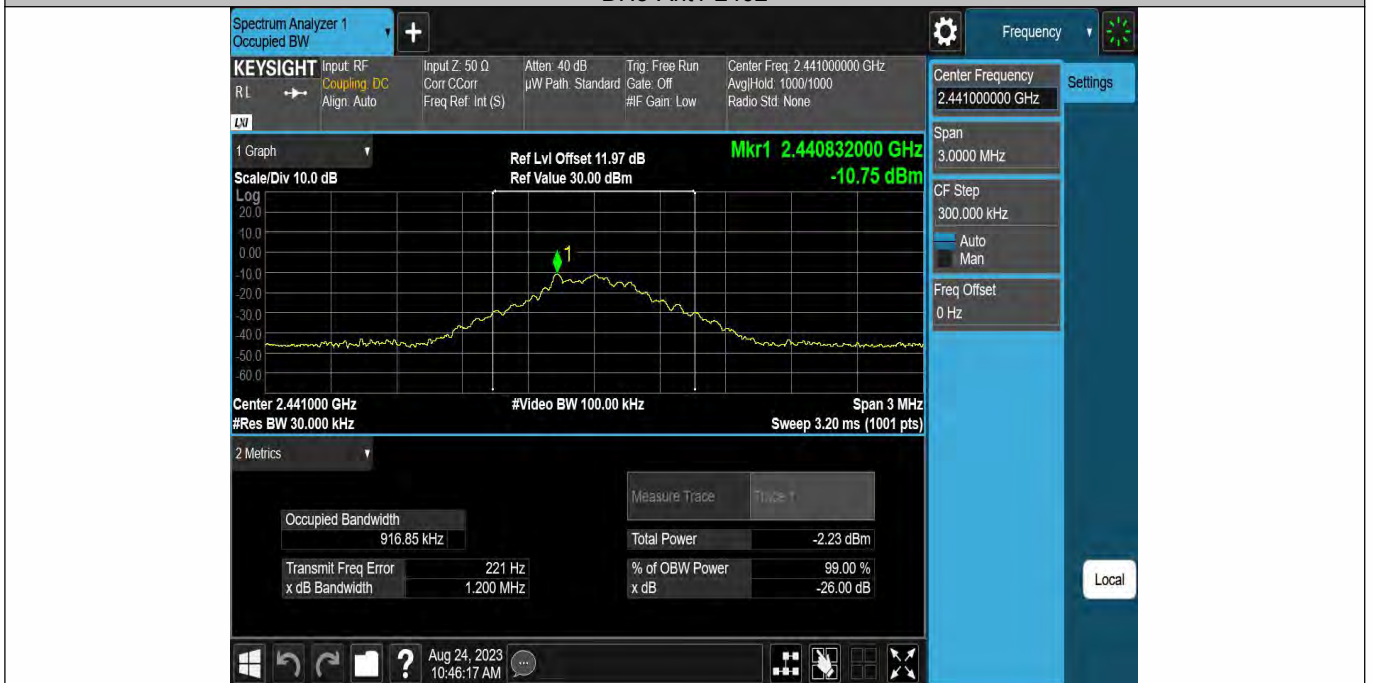 Spectrum Analyzer 1
Occupied BW
+
Frequency
KEYSIGHT
RL
LXI
Input: RF
Coupling: DC
Align: Auto
Input Z: 50 Ω
Corr CCorr
Freq Ref: Int (S)
Atten: 40 dB
µW Path: Standard
Trig: Free Run
Gate: Off
#IF Gain: Low
Center Freq: 2.441000000 GHz
Avg|Hold: 1000/1000
Radio Std: None
Center Frequency
2.441000000 GHz
Settings
Span
3.0000 MHz
CF Step
300.000 kHz
Auto
Man
Freq Offset
0 Hz
1 Graph
Scale/Div 10.0 dB
Ref Lvl Offset 11.97 dB
Ref Value 30.00 dBm
Mkr1 2.440832000 GHz
-10.75 dBm
Log
20.0
10.0
0.00
-10.0
-20.0
-30.0
-40.0
-50.0
-60.0
1
Center 2.441000 GHz
#Video BW 100.00 kHz
Span 3 MHz
#Res BW 30.000 kHz
Sweep 3.20 ms (1001 pts)
2 Metrics
Measure Trace
Trace 1
Occupied Bandwidth
916.85 kHz
Total Power
-2.23 dBm
Transmit Freq Error
221 Hz
% of OBW Power
99.00 %
x dB Bandwidth
1.200 MHz
x dB
-26.00 dB
Local
?
Aug 24, 2023
10:46:17 AM